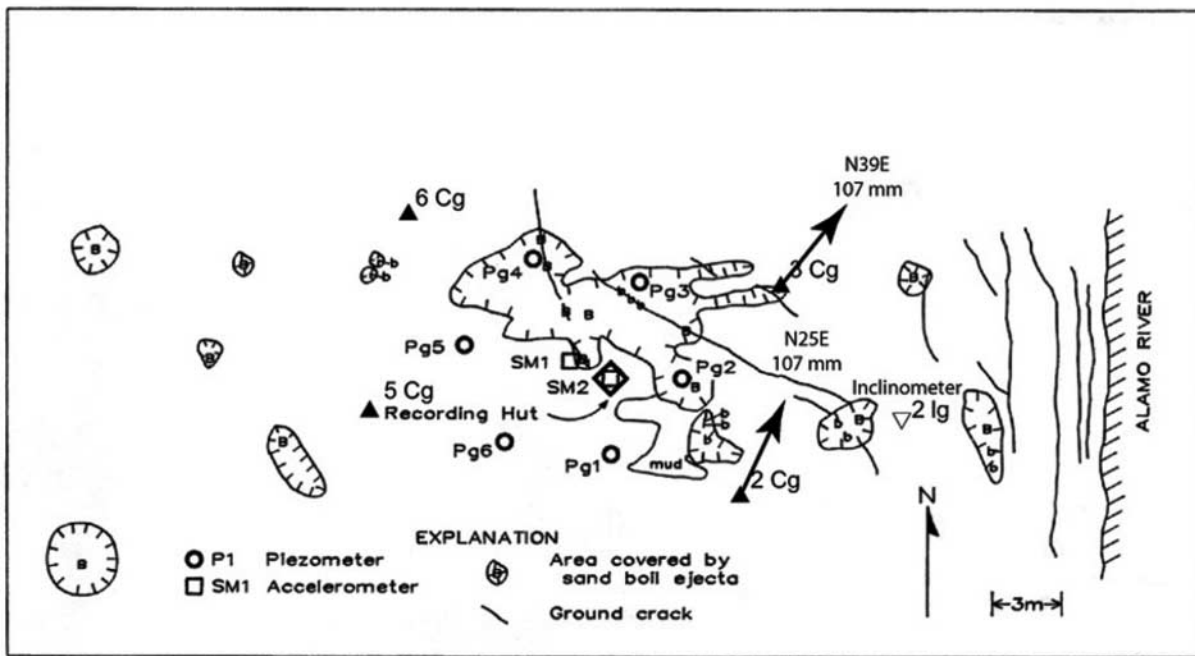 N39E
107 mm
6 Cg
B
B
b
b
Pg4
B
B
Pg3
3 Cg
B
b
B
b
b
b
B
N25E
107 mm
ALAMO RIVER
Pg5
SM1
B
SM2
Pg2
B
Inclinometer
2 Ig
5 Cg
Recording Hut
B
B
b
b
B
b
b
B
b
b
Pg6
Pg1
mud
b
b
b
2 Cg
N
B
EXPLANATION
P1 Piezometer
SM1 Accelerometer
B
Area covered by
sand boil ejecta
Ground crack
3m